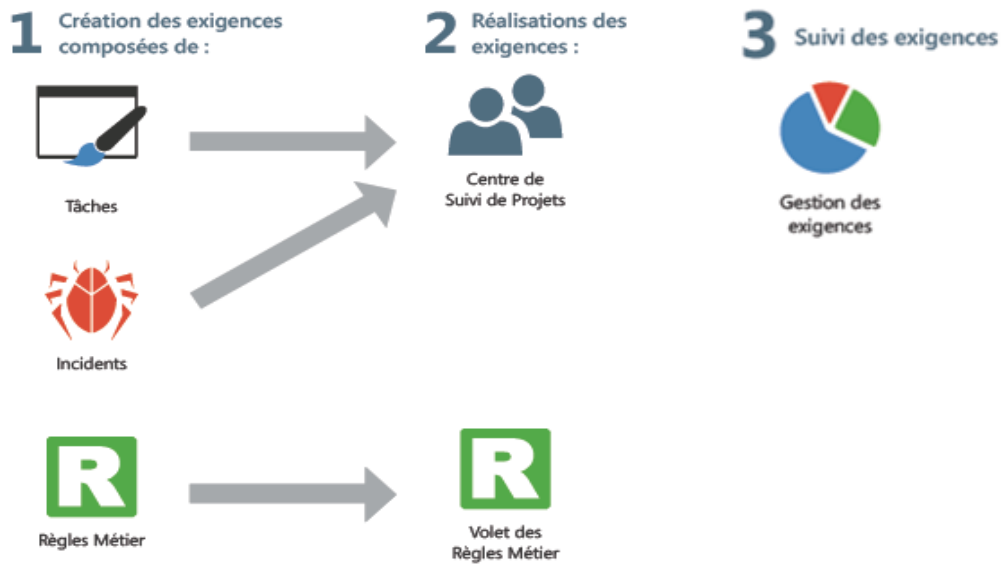 1 Création des exigences
composées de :
2 Réalisations des
exigences :
3 Suivi des exigences
Tâches
Centre de
Suivi de Projets
Gestion des
exigences
Incidents
Règles Métier
Volet des
Règles Métier
R
R